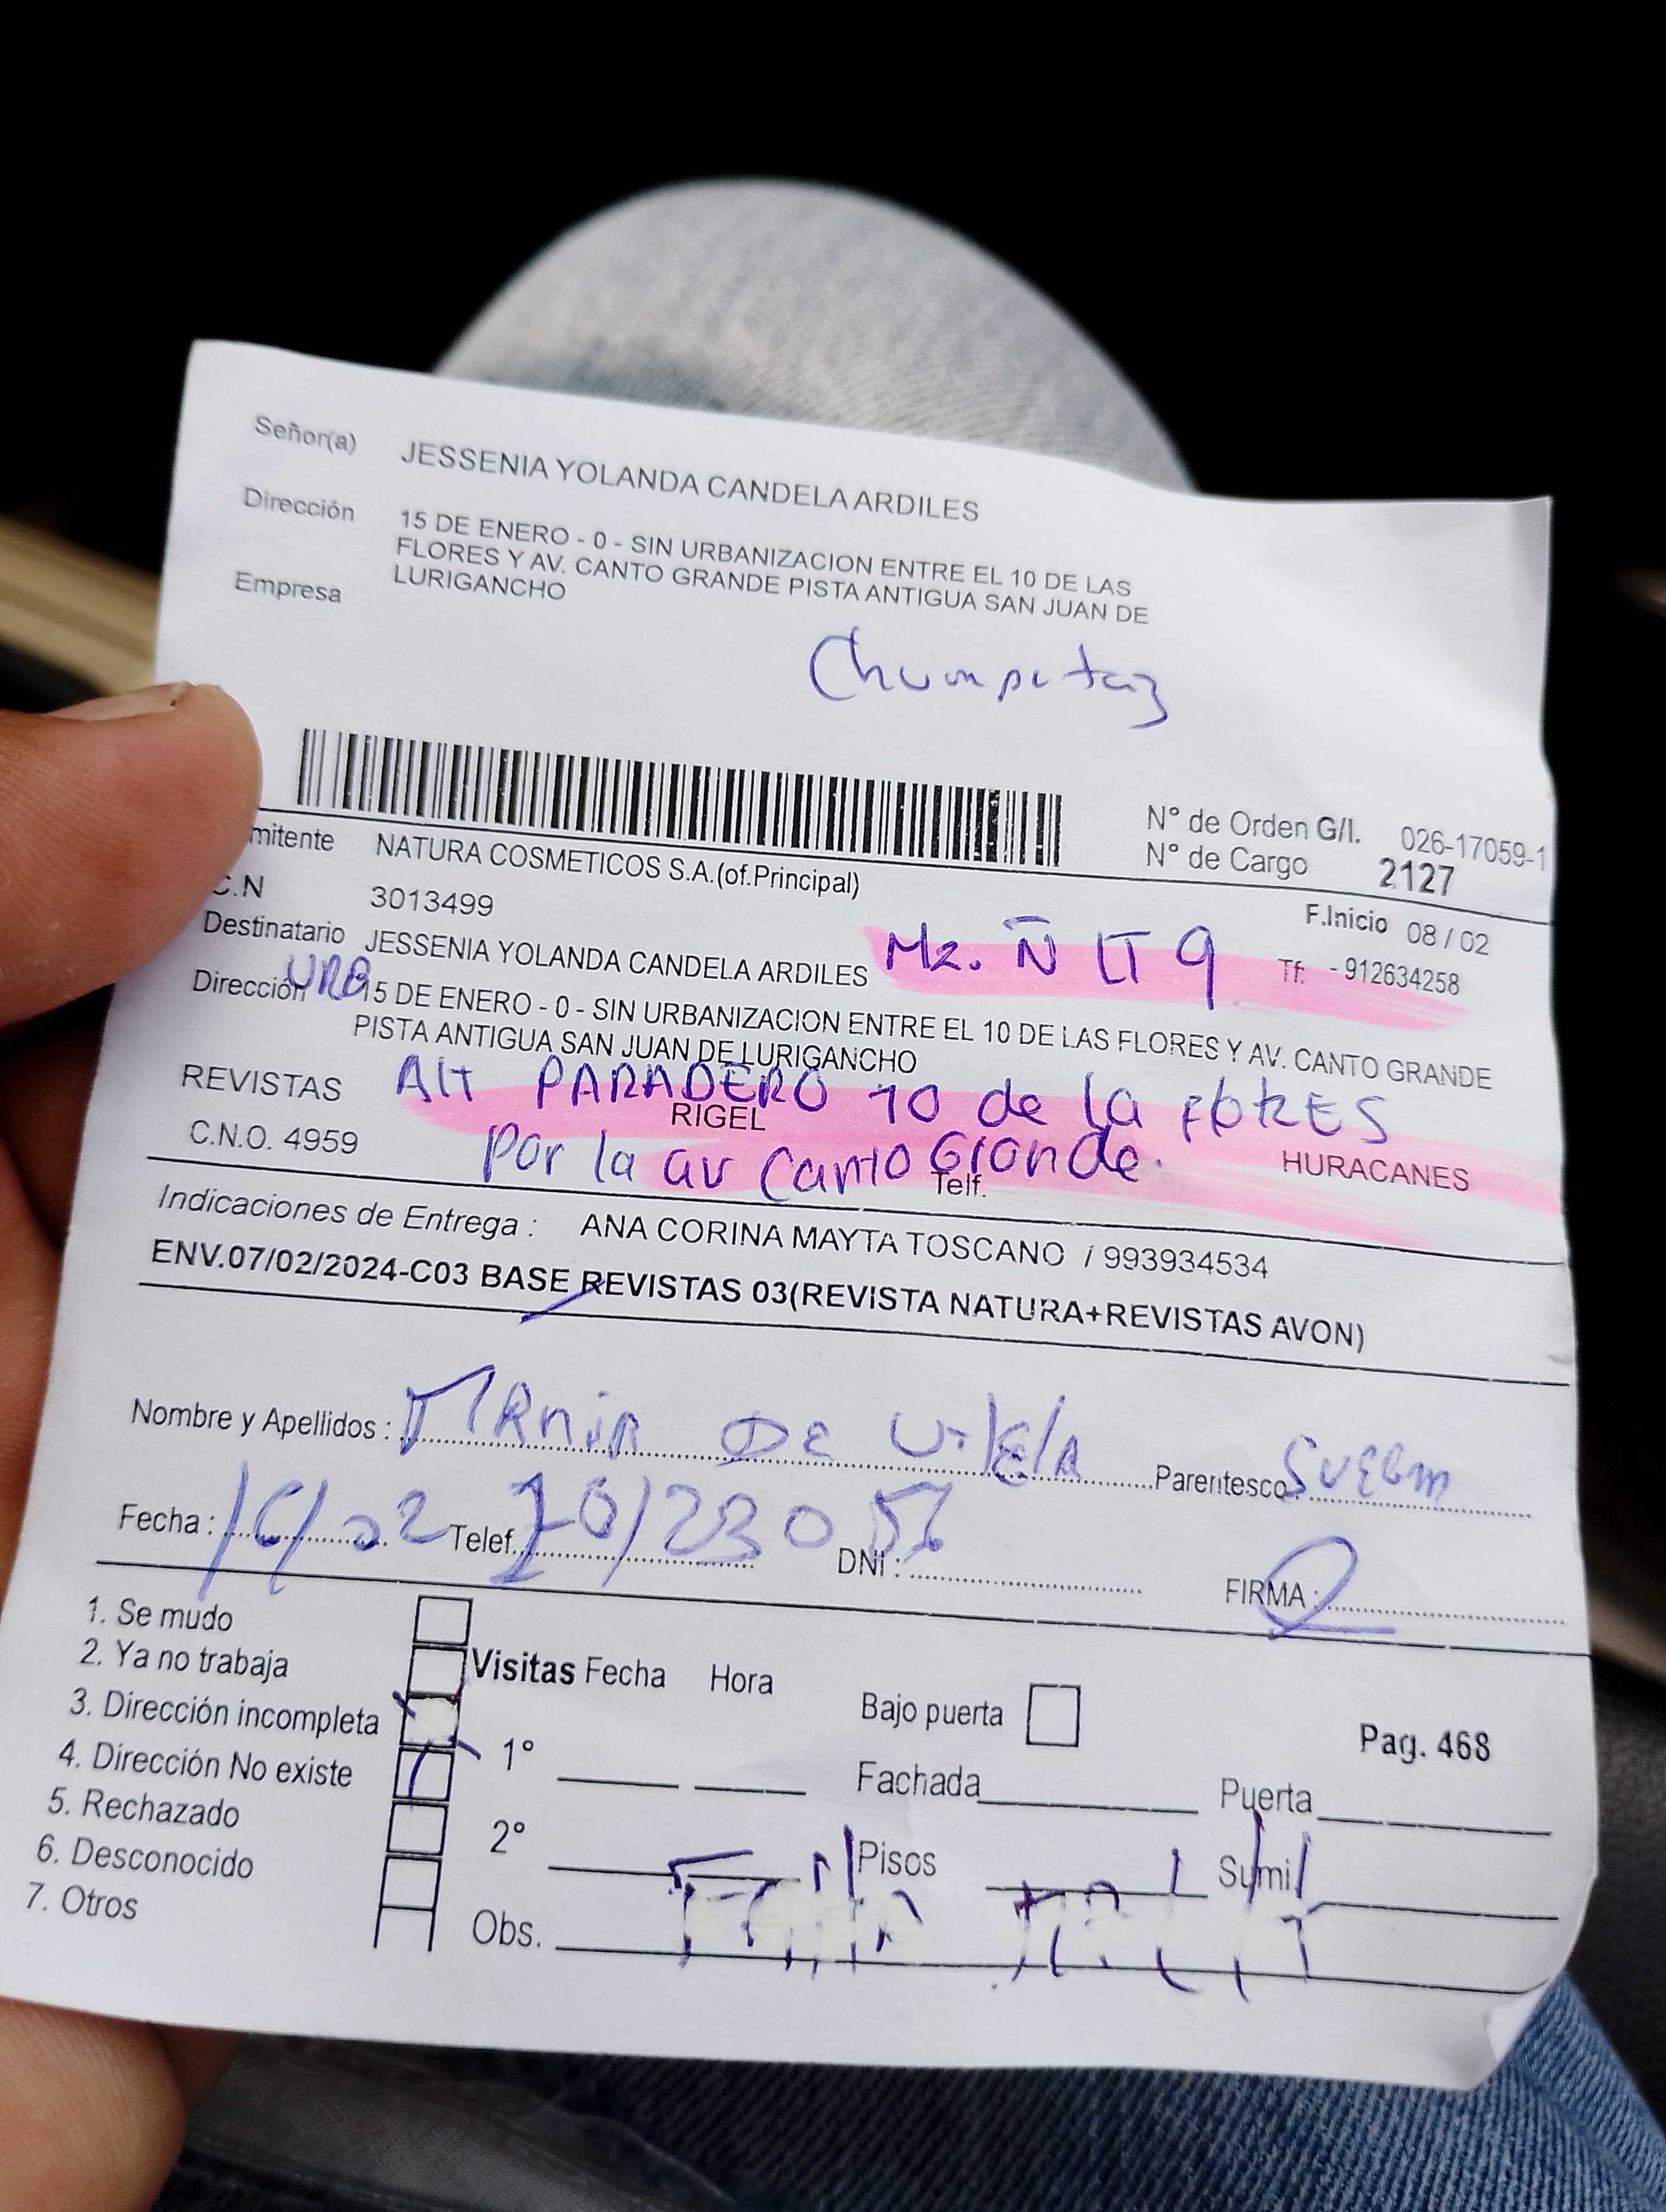 Señor(a) JESSENIA YOLANDA CANDELA ARDILES
Dirección 15 DE ENERO - 0 - SIN URBANIZACION ENTRE EL 10 DE LAS
FLORES Y AV. CANTO GRANDE PISTA ANTIGUA SAN JUAN DE
Empresa LURIGANCHO
N° de Orden G/I. 026-17059-1
N° de Cargo 2127
mitente NATURA COSMETICOS S.A.(of.Principal)
C.N 3013499
F.Inicio 08 / 02
Destinatario JESSENIA YOLANDA CANDELA ARDILES Mz. Ñ LT 9 Tf: - 912634258
Dirección URB 15 DE ENERO - 0 - SIN URBANIZACION ENTRE EL 10 DE LAS FLORES Y AV. CANTO GRANDE
PISTA ANTIGUA SAN JUAN DE LURIGANCHO
REVISTAS Alt PARADERO 10 de la FLORES
RIGEL
C.N.O. 4959 Por la av Canto Grande. HURACANES
Telf.
Indicaciones de Entrega : ANA CORINA MAYTA TOSCANO / 993934534
ENV.07/02/2024-C03 BASE REVISTAS 03(REVISTA NATURA+REVISTAS AVON)
Nombre y Apellidos : DE Parentesco :
Fecha : Telef. DNI : FIRMA :
1. Se mudo
2. Ya no trabaja Visitas Fecha Hora
3. Dirección incompleta Bajo puerta Pag. 468
4. Dirección No existe 1° Fachada Puerta
5. Rechazado
6. Desconocido 2° Pisos Sumi
7. Otros Obs.